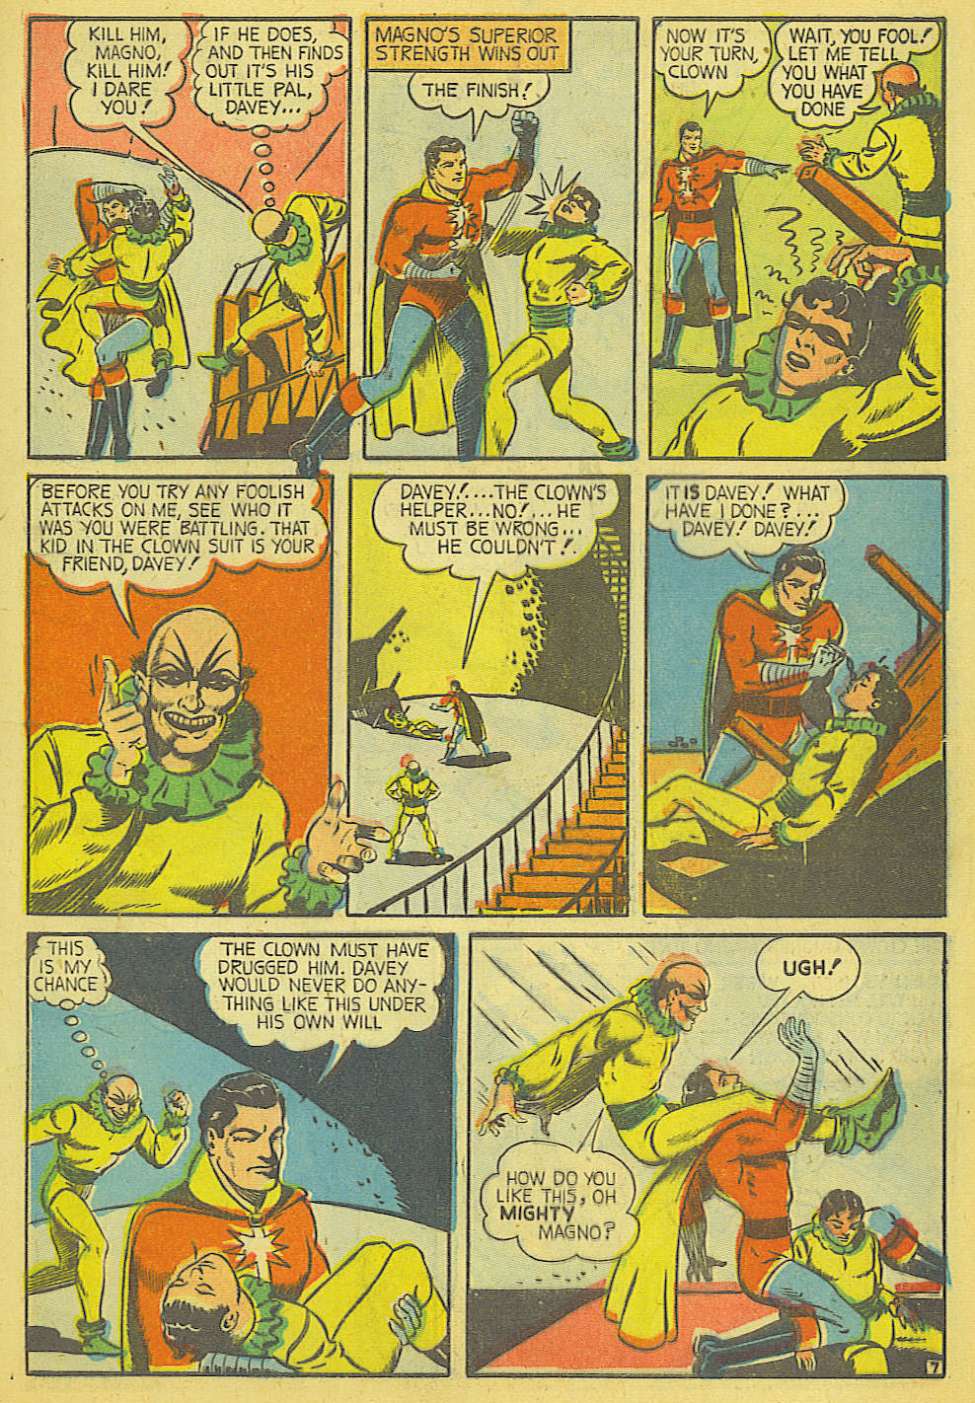 KILL HIM,
MAGNO,
KILL HIM!
I DARE
YOU!
IF HE DOES,
AND THEN FINDS
OUT IT'S HIS
LITTLE PAL,
DAVEY...
MAGNO'S SUPERIOR
STRENGTH WINS OUT
THE FINISH!
NOW IT'S
YOUR TURN,
CLOWN
WAIT, YOU FOOL!
LET ME TELL
YOU WHAT
YOU HAVE
DONE
BEFORE YOU TRY ANY FOOLISH
ATTACKS ON ME, SEE WHO IT
WAS YOU WERE BATTLING. THAT
KID IN THE CLOWN SUIT IS YOUR
FRIEND, DAVEY!
DAVEY!....THE CLOWN'S
HELPER...NO!...HE
MUST BE WRONG...
HE COULDN'T!
IT IS DAVEY! WHAT
HAVE I DONE?...
DAVEY! DAVEY!
THIS
IS MY
CHANCE
THE CLOWN MUST HAVE
DRUGGED HIM. DAVEY
WOULD NEVER DO ANY-
THING LIKE THIS UNDER
HIS OWN WILL
UGH!
HOW DO YOU
LIKE THIS, OH
MIGHTY
MAGNO?
7